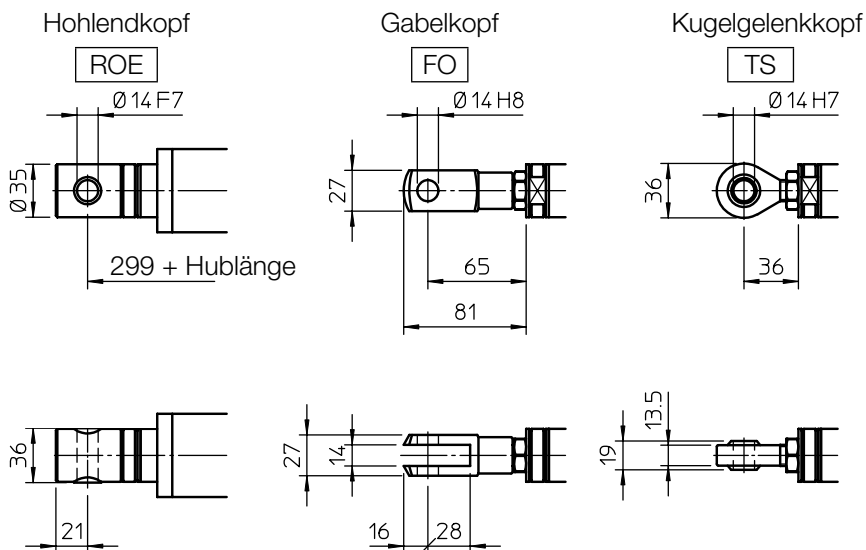 Hohlendkopf
Gabelkopf
Kugelgelenkkopf
ROE
FO
TS
Ø 14 F7
Ø 14 H8
Ø 14 H7
Ø 35
27
36
299 + Hublänge
65
36
81
36
27
14
19
13.5
21
16
28